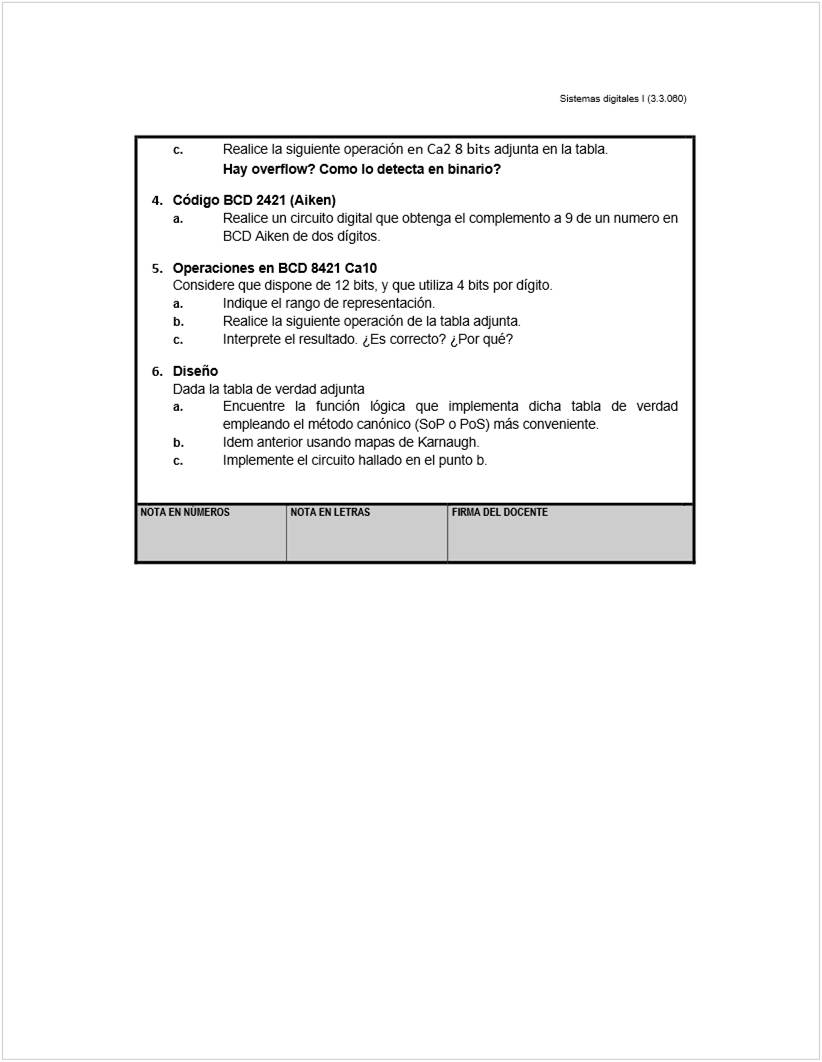 Sistemas digitales I (3.3.060)
c. Realice la siguiente operación en Ca2 8 bits adjunta en la tabla.
Hay overflow? Como lo detecta en binario?
4. Código BCD 2421 (Aiken)
a. Realice un circuito digital que obtenga el complemento a 9 de un numero en
BCD Aiken de dos dígitos.
5. Operaciones en BCD 8421 Ca10
Considere que dispone de 12 bits, y que utiliza 4 bits por dígito.
a. Indique el rango de representación.
b. Realice la siguiente operación de la tabla adjunta.
c. Interprete el resultado. ¿Es correcto? ¿Por qué?
6. Diseño
Dada la tabla de verdad adjunta
a. Encuentre la función lógica que implementa dicha tabla de verdad
empleando el método canónico (SoP o PoS) más conveniente.
b. Idem anterior usando mapas de Karnaugh.
c. Implemente el circuito hallado en el punto b.
NOTA EN NÚMEROS NOTA EN LETRAS FIRMA DEL DOCENTE